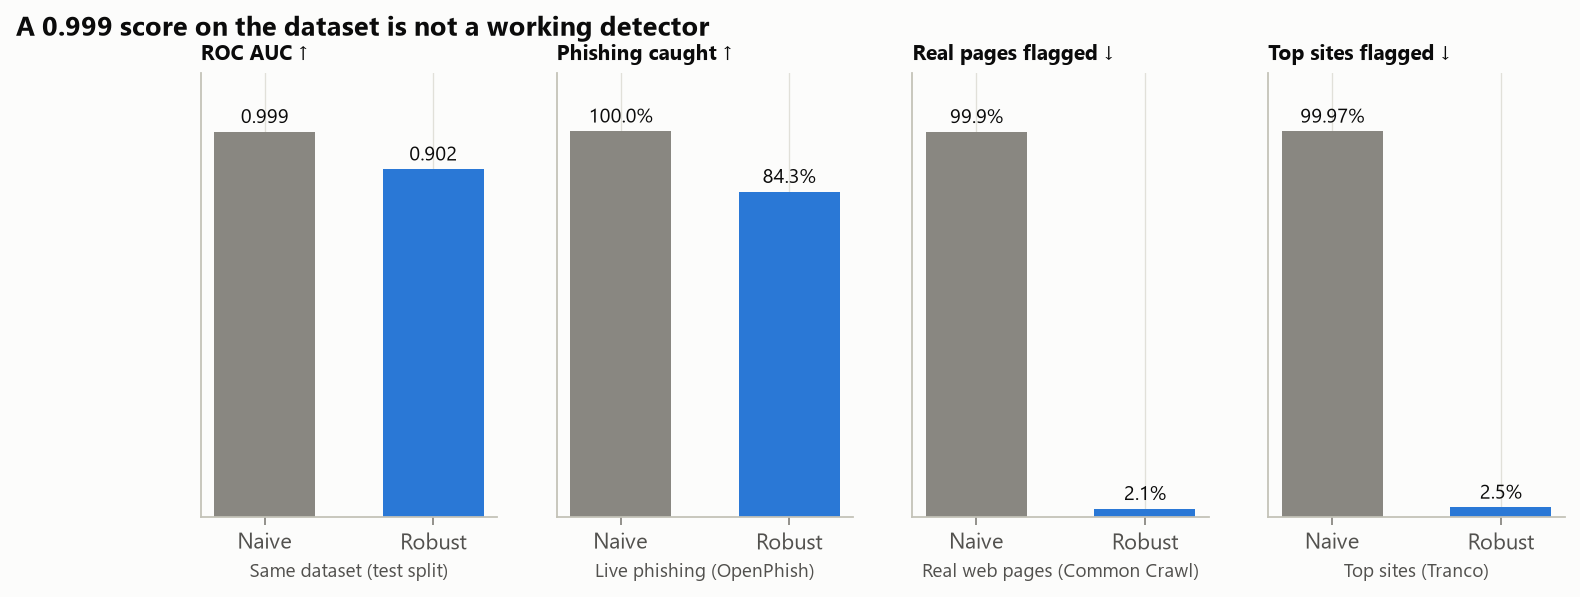 A 0.999 score on the dataset is not a working detector
ROC AUC ↑
Phishing caught ↑
Real pages flagged ↓
Top sites flagged ↓
0.999
0.902
100.0%
84.3%
99.9%
2.1%
99.97%
2.5%
Naive
Robust
Naive
Robust
Naive
Robust
Naive
Robust
Same dataset (test split)
Live phishing (OpenPhish)
Real web pages (Common Crawl)
Top sites (Tranco)